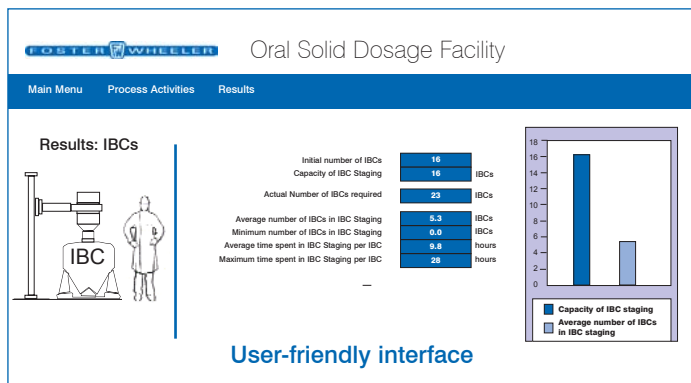 FOSTER WHEELER
Oral Solid Dosage Facility
Main Menu Process Activities Results
Results: IBCs
IBC
Initial number of IBCs 16
Capacity of IBC Staging 16 IBCs
Actual Number of IBCs required 23 IBCs
Average number of IBCs in IBC Staging 5.3 IBCs
Minimum number of IBCs in IBC Staging 0.0 IBCs
Average time spent in IBC Staging per IBC 9.8 hours
Maximum time spent in IBC Staging per IBC 28 hours
—
18
16
14
12
10
8
6
4
2
0
Capacity of IBC staging
Average number of IBCs
in IBC staging
User-friendly interface